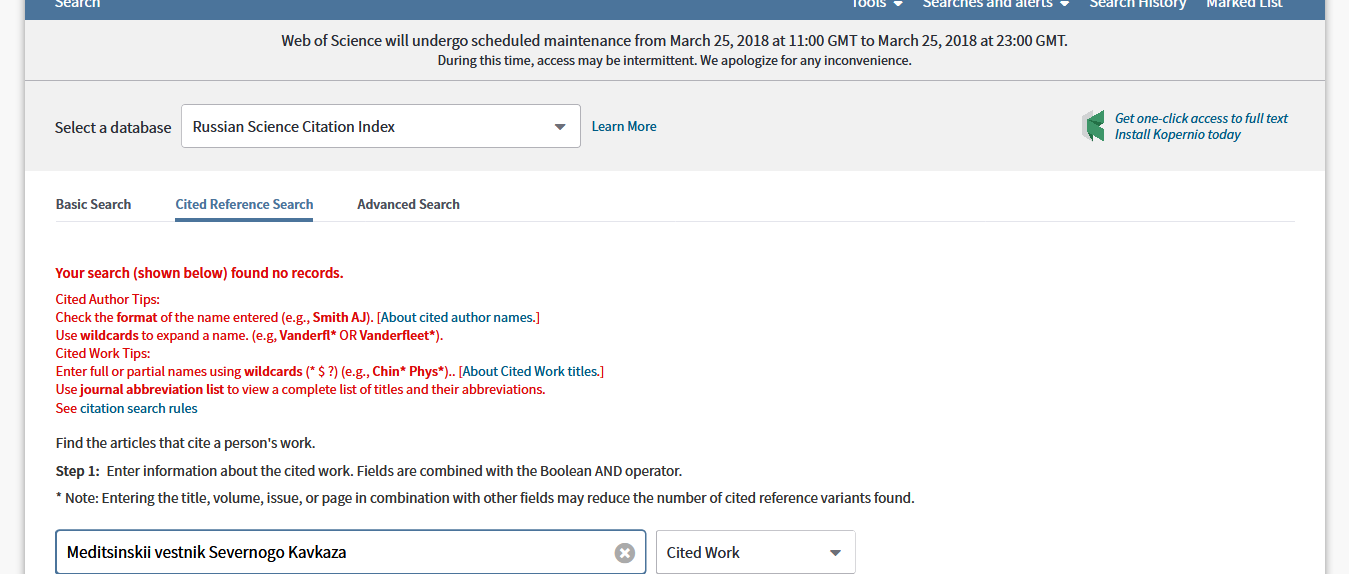 Search Tools Searches and alerts Search History Marked List
Web of Science will undergo scheduled maintenance from March 25, 2018 at 11:00 GMT to March 25, 2018 at 23:00 GMT.
During this time, access may be intermittent. We apologize for any inconvenience.
Select a database Russian Science Citation Index Learn More
Get one-click access to full text
Install Kopernio today
Basic Search Cited Reference Search Advanced Search
Your search (shown below) found no records.
Cited Author Tips:
Check the format of the name entered (e.g., Smith AJ). [About cited author names.]
Use wildcards to expand a name. (e.g, Vanderfl* OR Vanderfleet*).
Cited Work Tips:
Enter full or partial names using wildcards (* $ ?) (e.g., Chin* Phys*).. [About Cited Work titles.]
Use journal abbreviation list to view a complete list of titles and their abbreviations.
See citation search rules
Find the articles that cite a person's work.
Step 1: Enter information about the cited work. Fields are combined with the Boolean AND operator.
* Note: Entering the title, volume, issue, or page in combination with other fields may reduce the number of cited reference variants found.
Meditsinskii vestnik Severnogo Kavkaza Cited Work